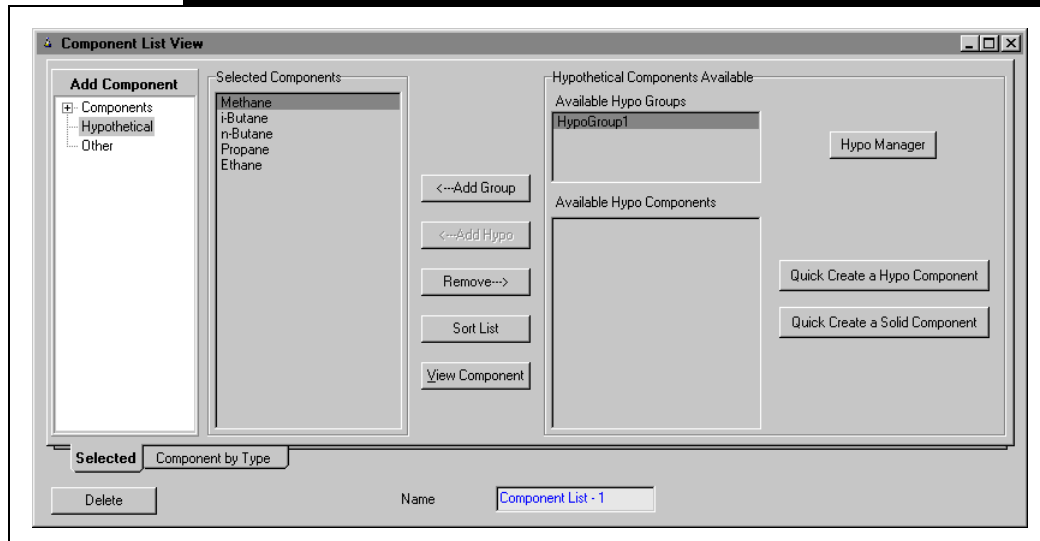 Component List View
Add Component
Components
Hypothetical
Other
Selected Components
Methane
i-Butane
n-Butane
Propane
Ethane
<---Add Group
<---Add Hypo
Remove--->
Sort List
View Component
Hypothetical Components Available
Available Hypo Groups
HypoGroup1
Hypo Manager
Available Hypo Components
Quick Create a Hypo Component
Quick Create a Solid Component
Selected
Component by Type
Delete
Name
Component List - 1